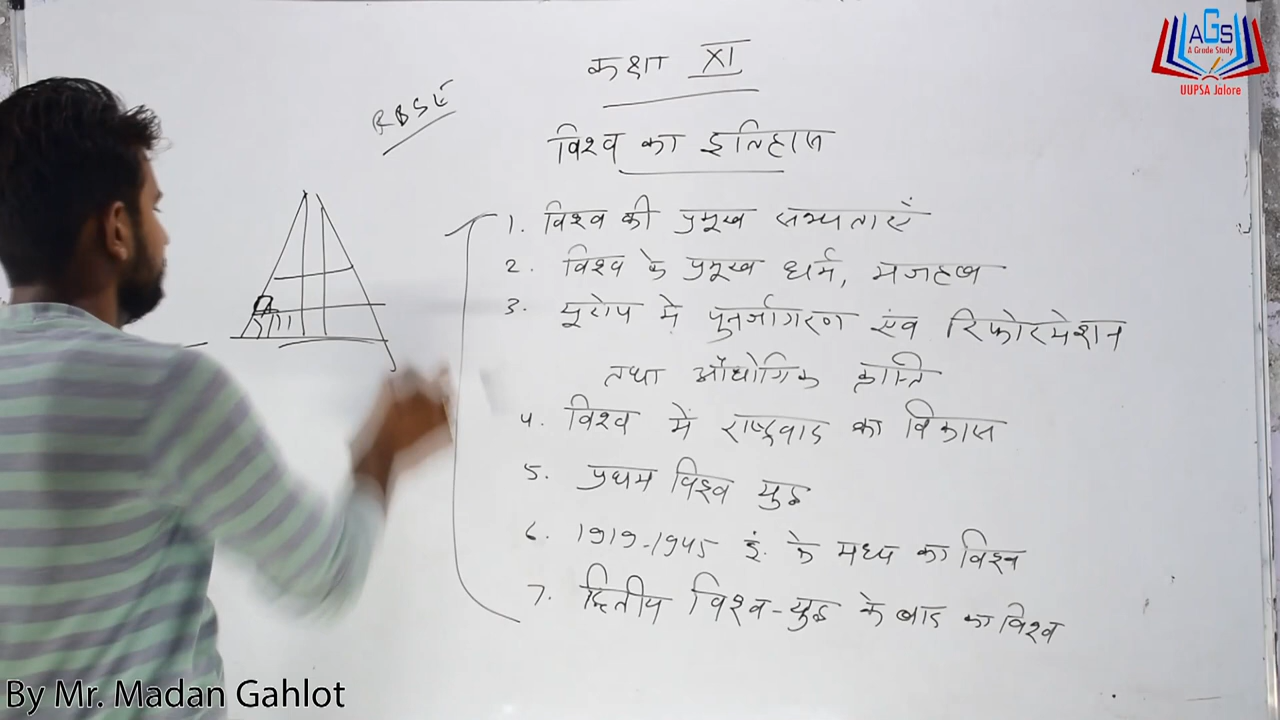 AGS
A Grade Study
UUPSA Jalore
कक्षा XI
RBSE
विश्व का इतिहास
1. विश्व की प्रमुख सभ्यताएँ
2. विश्व के प्रमुख धर्म, मजहब
3. यूरोप में पुनर्जागरण एंव रिफोरमेशन
तथा औद्योगिक क्रान्ति
4. विश्व में राष्ट्रवाद का विकास
5. प्रथम विश्व युद्ध
6. 1919-1945 ई. के मध्य का विश्व
7. द्वितीय विश्व-युद्ध के बाद का विश्व
By Mr. Madan Gahlot